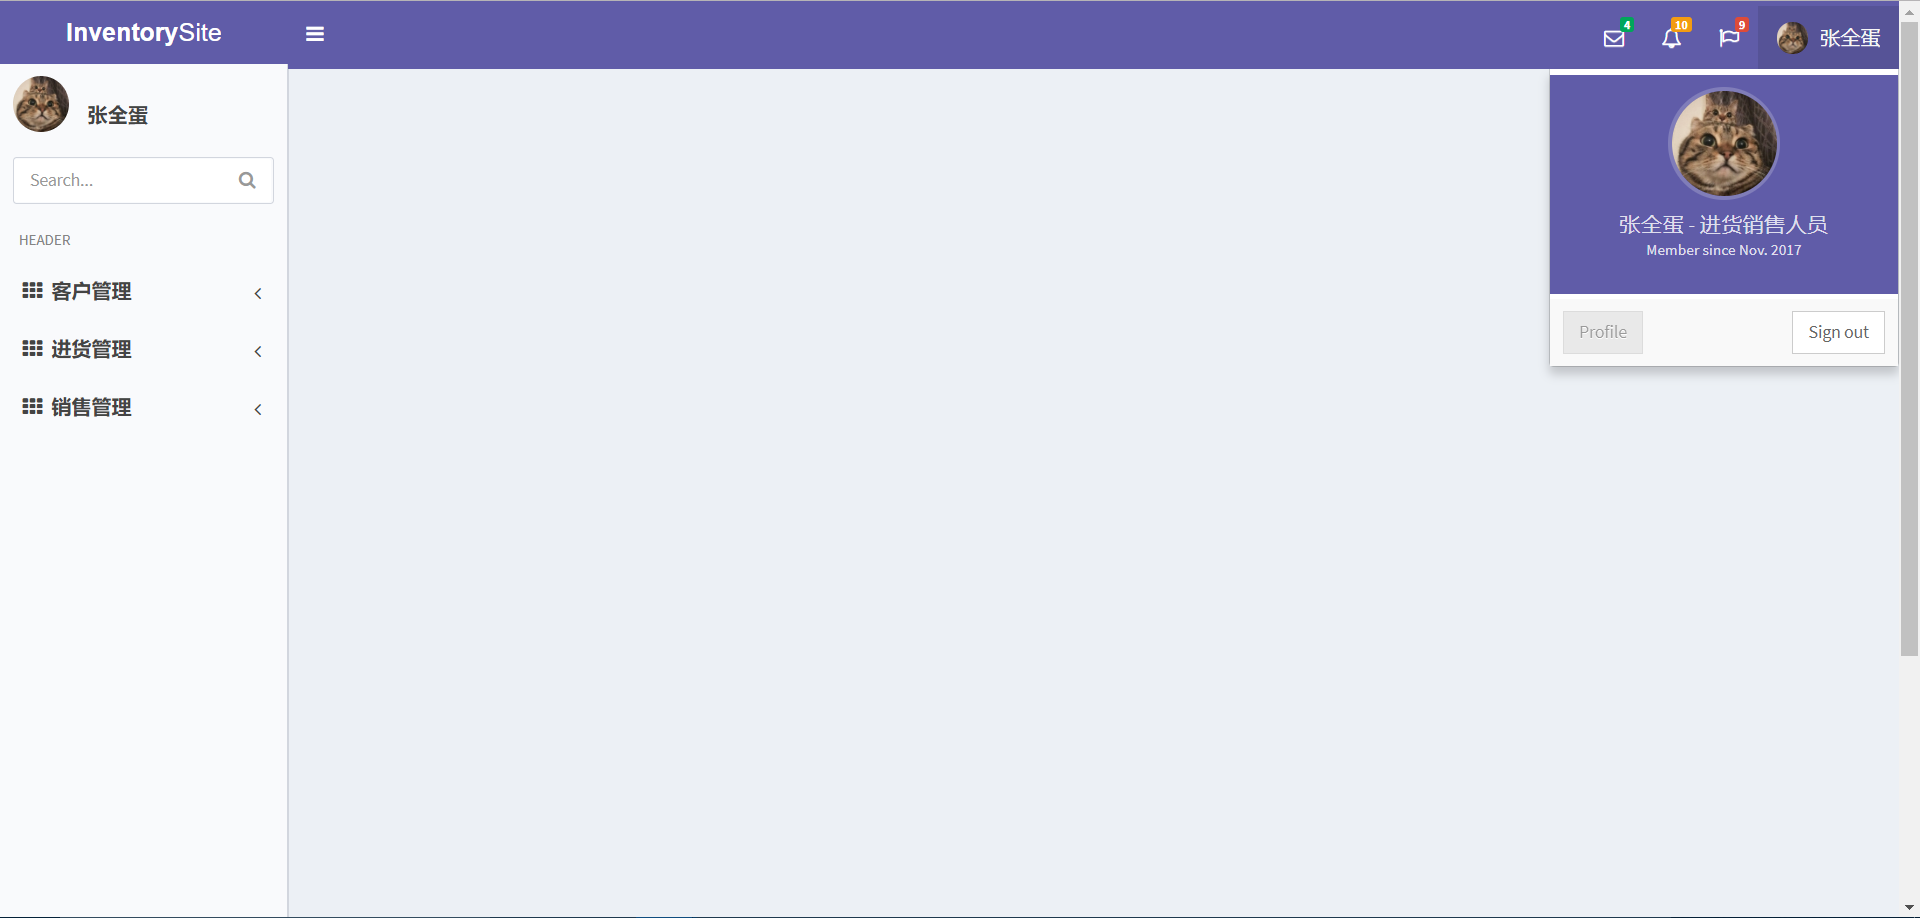 InventorySite
4
10
9
张全蛋
张全蛋
Search...
HEADER
客户管理
进货管理
销售管理
张全蛋 - 进货销售人员
Member since Nov. 2017
Profile
Sign out